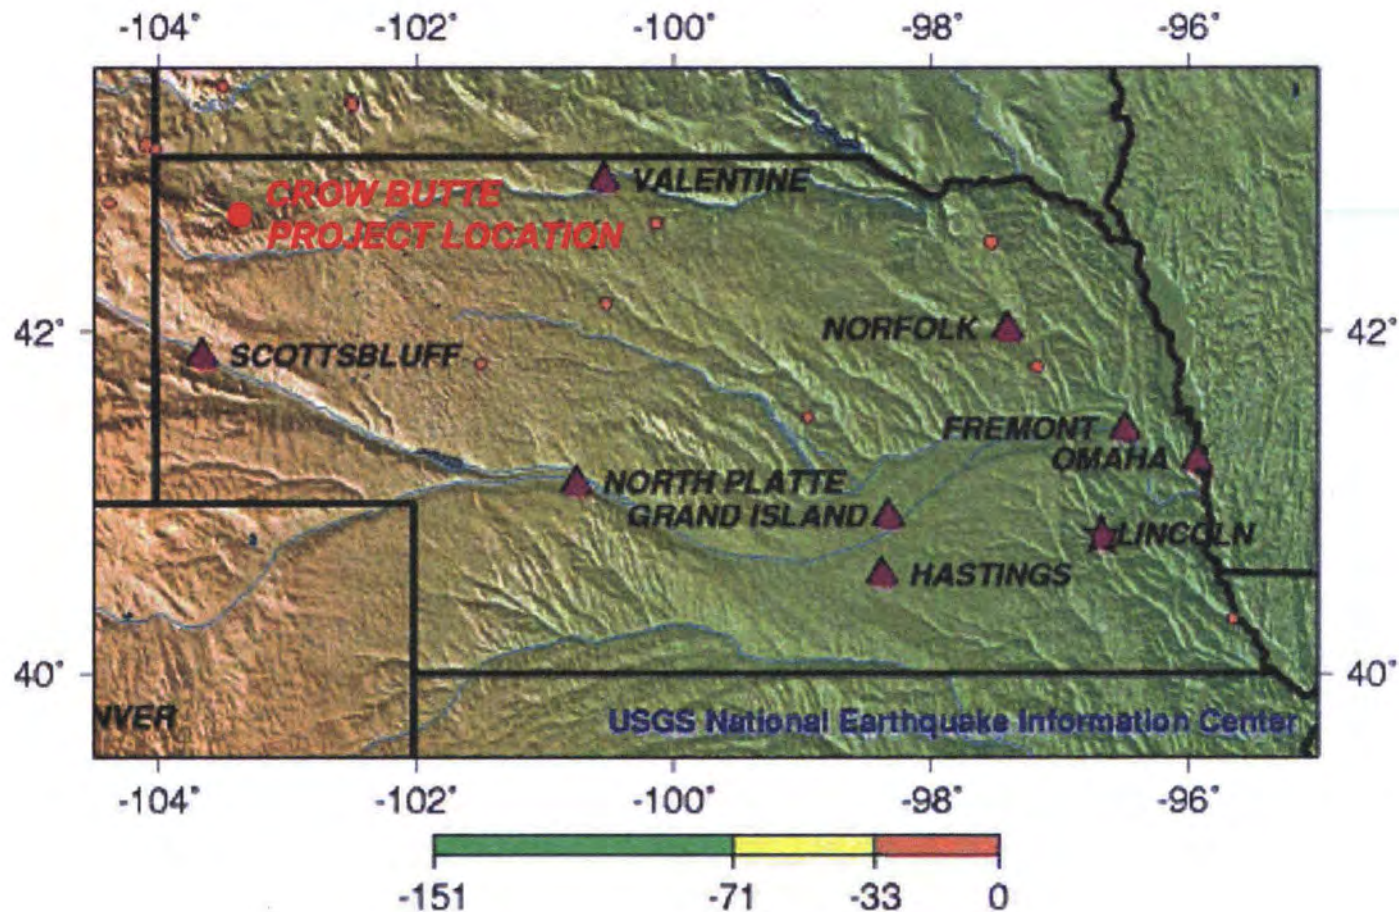 -104° -102° -100° -98° -96°
VALENTINE
CROW BUTTE
PROJECT LOCATION
42° 42°
NORFOLK
SCOTTSBLUFF
FREMONT
OMAHA
NORTH PLATTE
GRAND ISLAND
LINCOLN
HASTINGS
40° 40°
NVER
USGS National Earthquake Information Center
-104° -102° -100° -98° -96°
-151 -71 -33 0